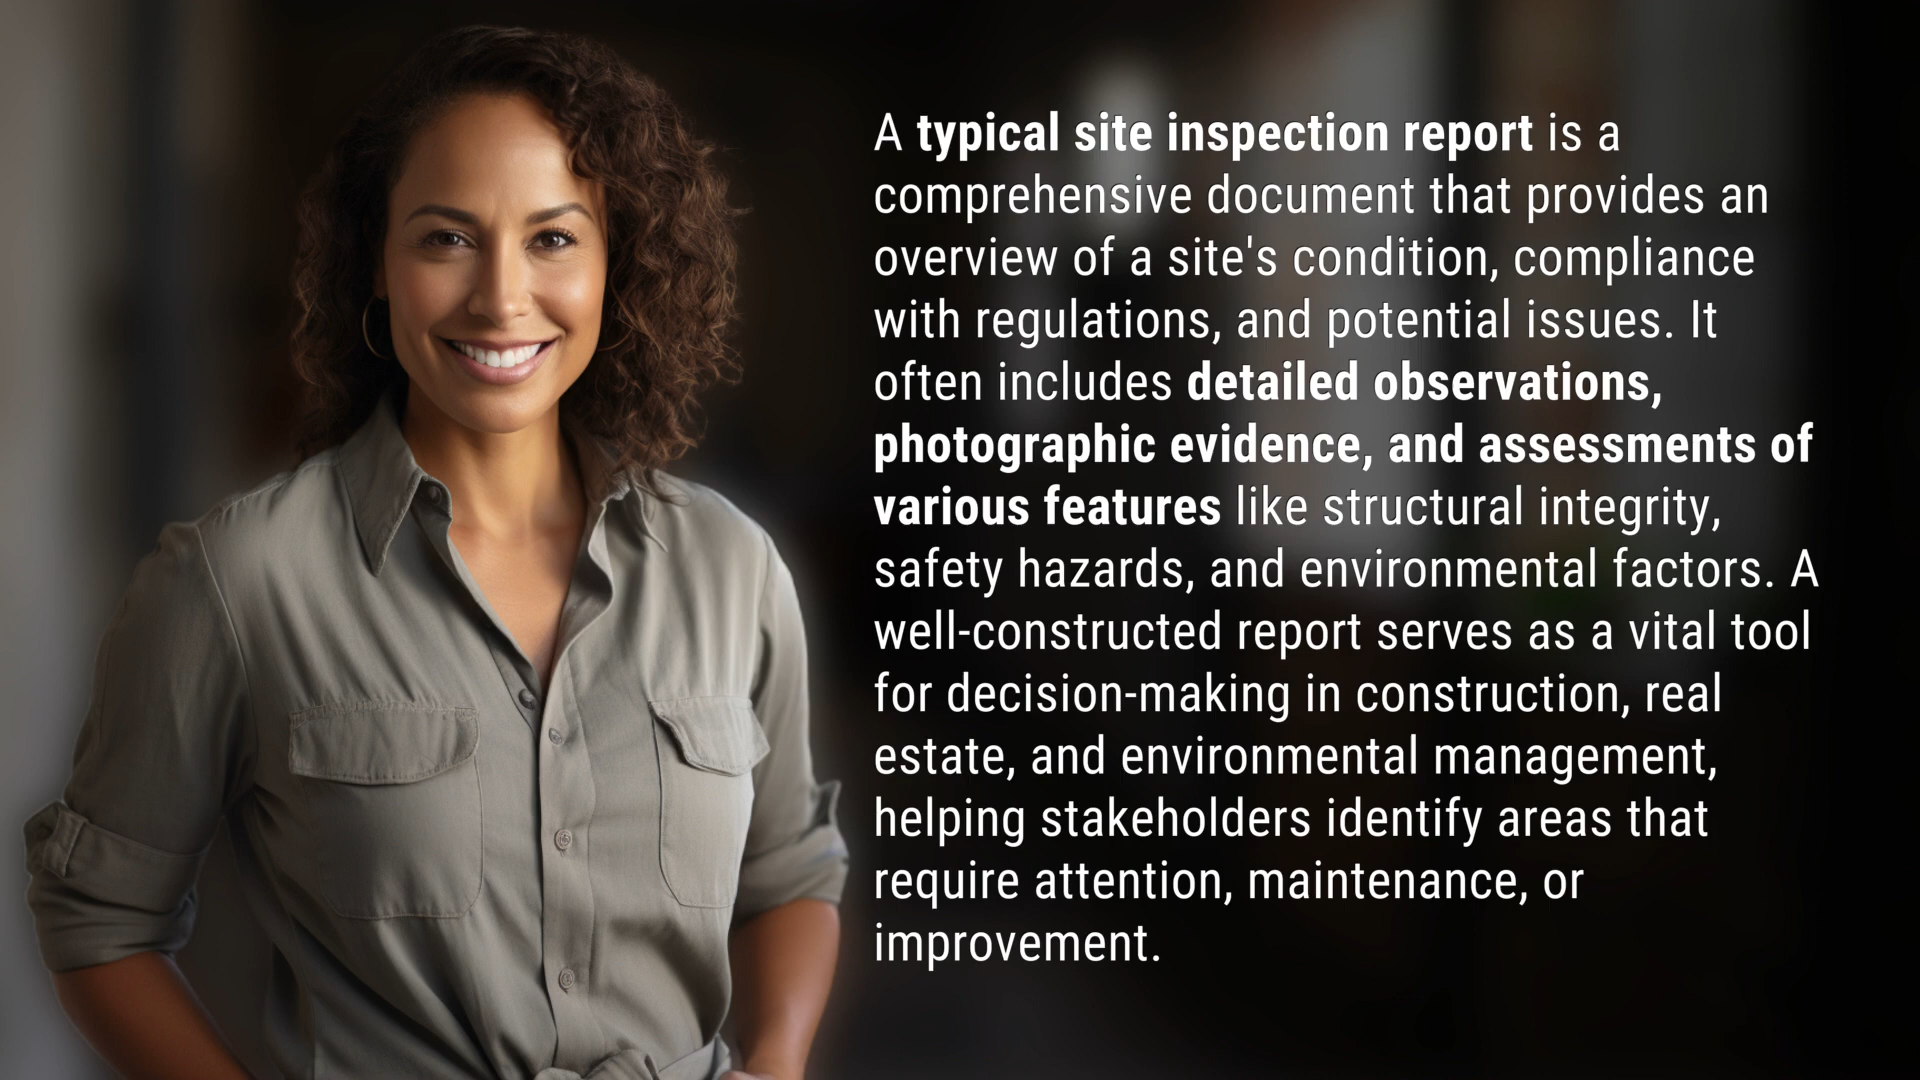 A typical site inspection report is a
comprehensive document that provides an
overview of a site's condition, compliance
with regulations, and potential issues. It
often includes detailed observations,
photographic evidence, and assessments of
various features like structural integrity,
safety hazards, and environmental factors. A
well-constructed report serves as a vital tool
for decision-making in construction, real
estate, and environmental management,
helping stakeholders identify areas that
require attention, maintenance, or
improvement.